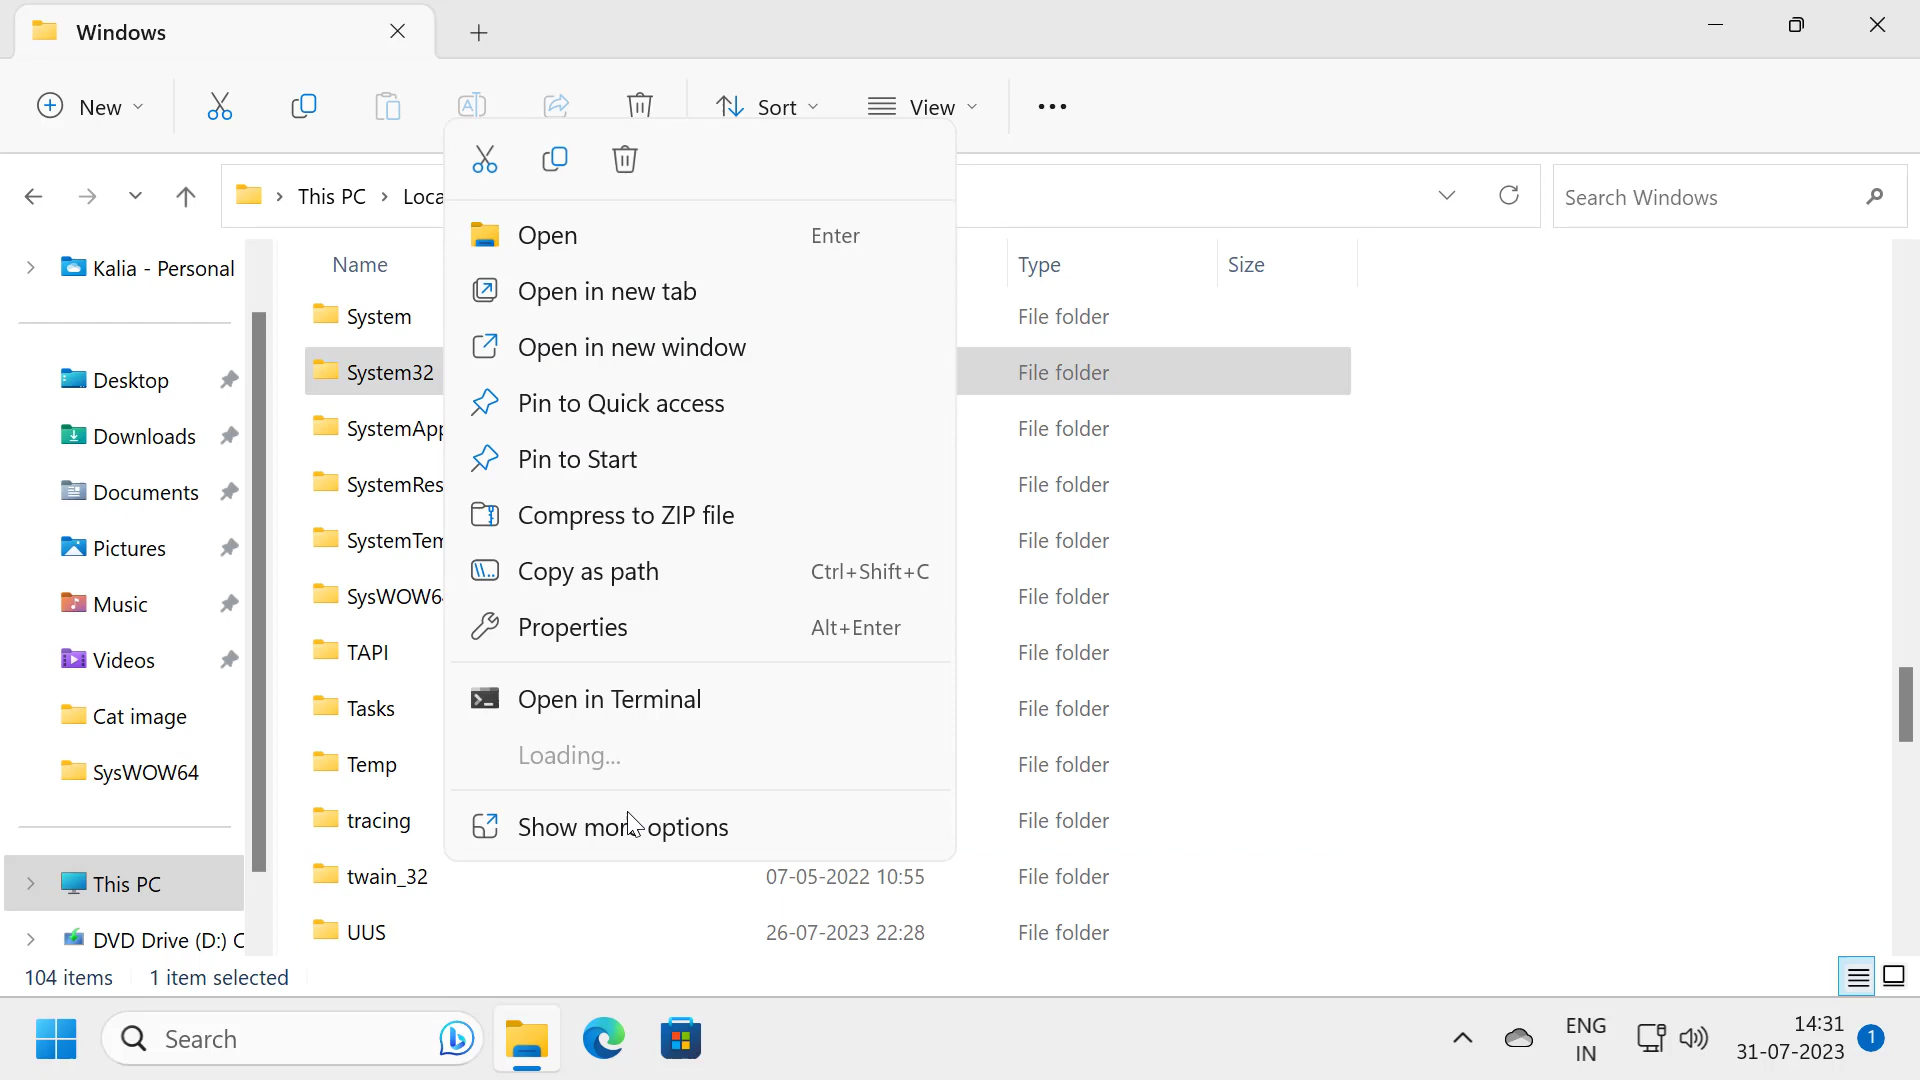 Windows
New
Sort
View
This PC > Loca
Search Windows
Open Enter
Open in new tab
Open in new window
Pin to Quick access
Pin to Start
Compress to ZIP file
Copy as path Ctrl+Shift+C
Properties Alt+Enter
Open in Terminal
Loading...
Show more options
Kalia - Personal
Desktop
Downloads
Documents
Pictures
Music
Videos
Cat image
SysWOW64
This PC
DVD Drive (D:) C
Name Type Size
System File folder
System32 File folder
SystemApp File folder
SystemRes File folder
SystemTem File folder
SysWOW64 File folder
TAPI File folder
Tasks File folder
Temp File folder
tracing File folder
twain_32 07-05-2022 10:55 File folder
UUS 26-07-2023 22:28 File folder
104 items 1 item selected
Search
ENG
IN
14:31
31-07-2023
1